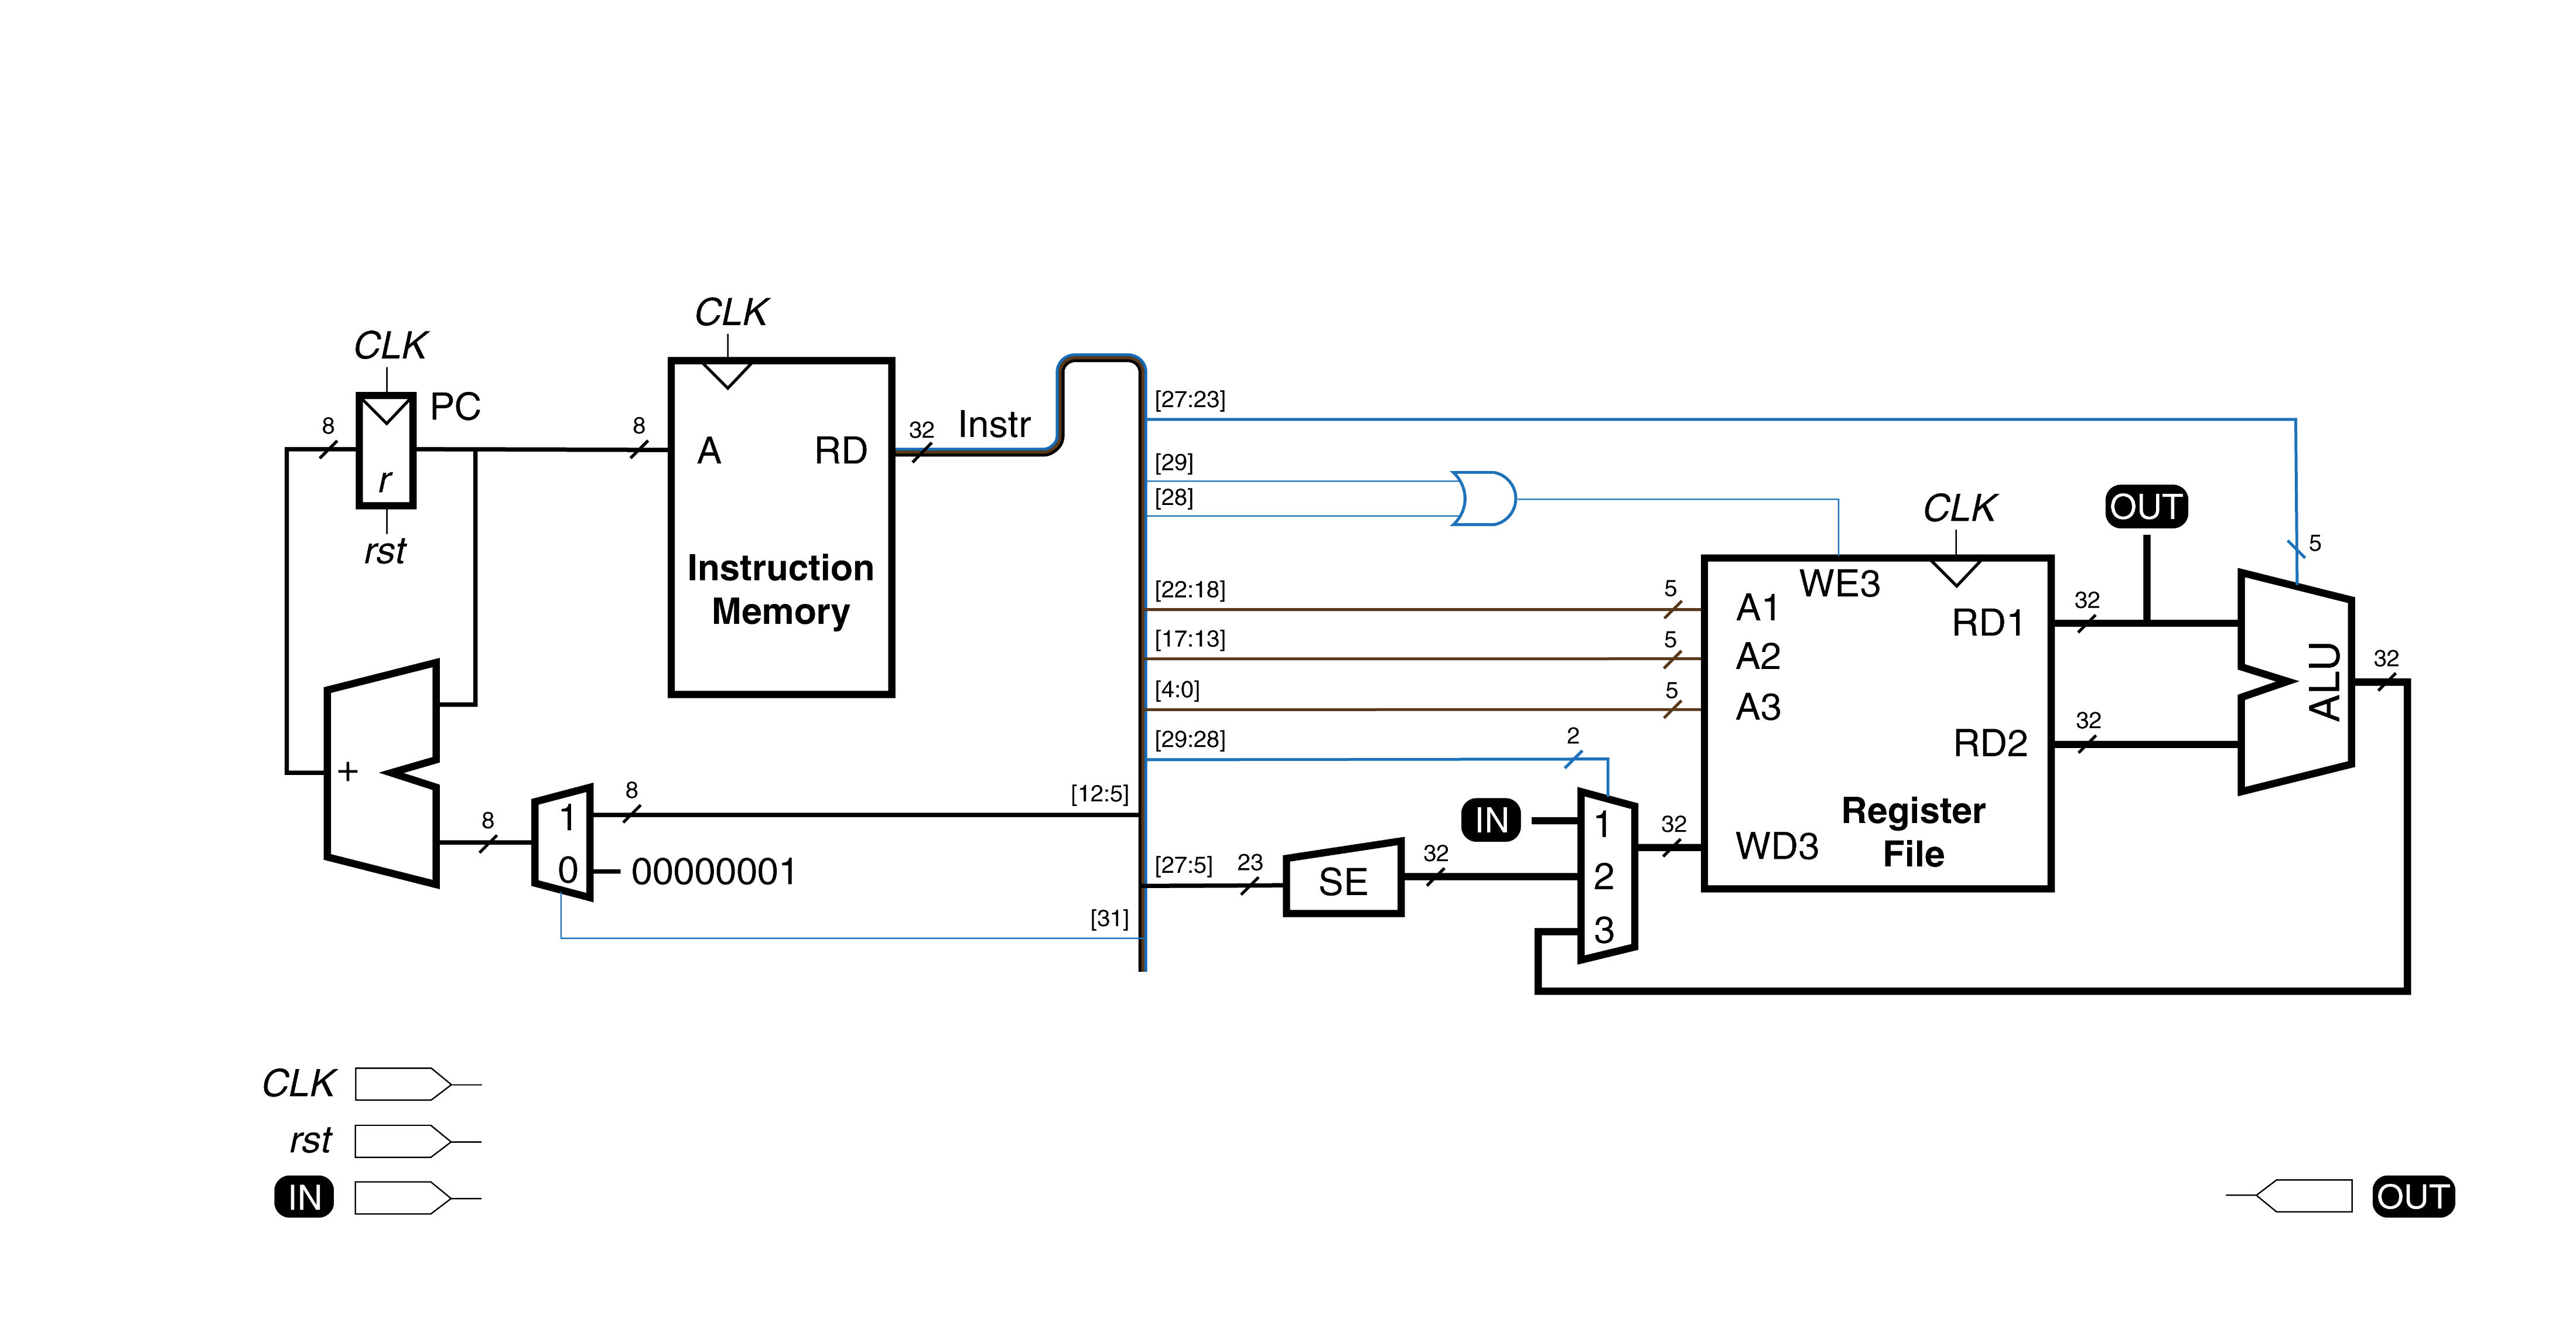 CLK
CLK
PC
8
r
rst
8
A
RD
Instruction
Memory
32
Instr
[27:23]
[29]
[28]
[22:18]
5
[17:13]
5
[4:0]
5
[29:28]
2
[12:5]
8
[27:5]
23
[31]
+
8
1
0
00000001
SE
32
IN
1
2
3
32
CLK
WE3
A1
A2
A3
WD3
RD1
RD2
Register
File
32
32
OUT
5
ALU
32
CLK
rst
IN
OUT